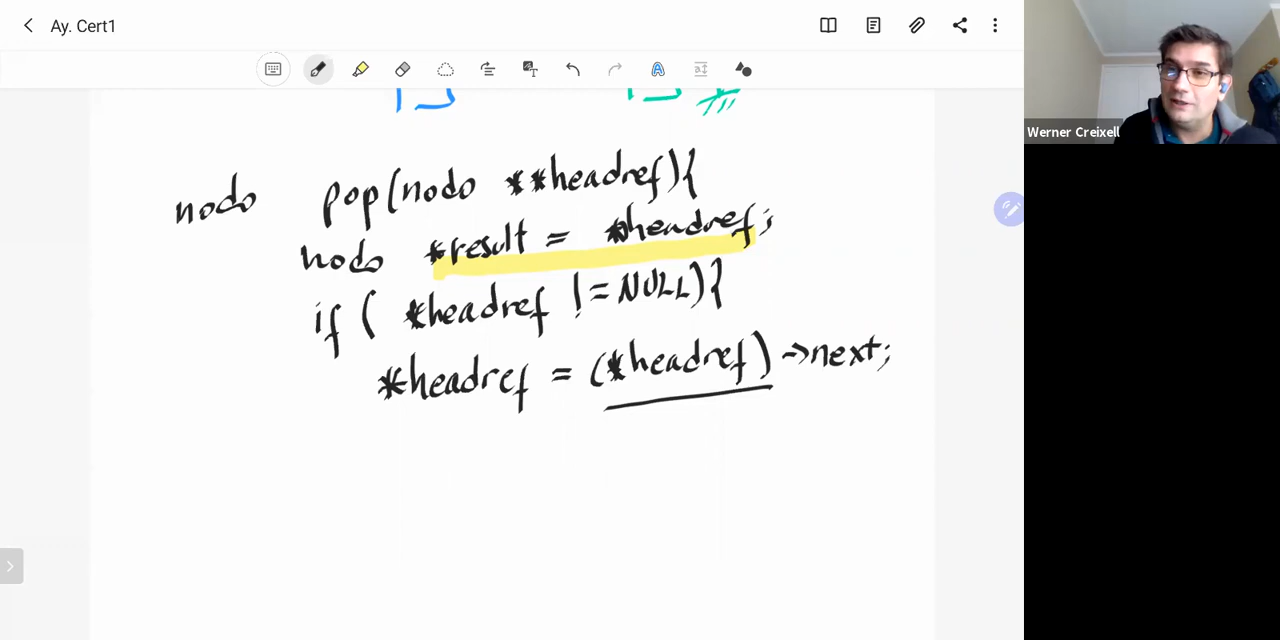 Ay. Cert1
Werner Creixell
nodo pop(nodo **headref){
nodo *result = *headref;
if ( *headref != NULL){
*headref = (*headref)->next;